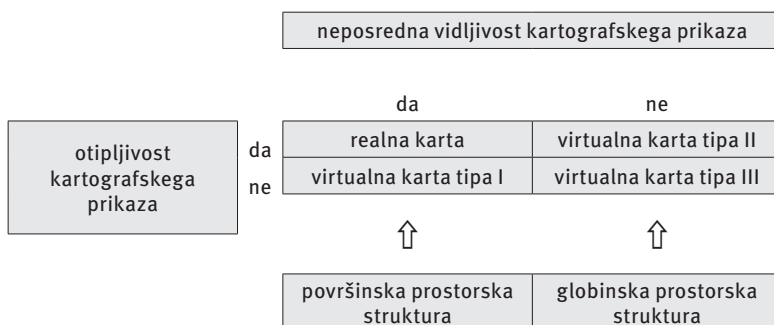 neposredna vidljivost kartografskega prikaza
da ne
otipljivost
kartografskega
prikaza
da realna karta virtualna karta tipa II
ne virtualna karta tipa I virtualna karta tipa III
površinska prostorska
struktura
globinska prostorska
struktura